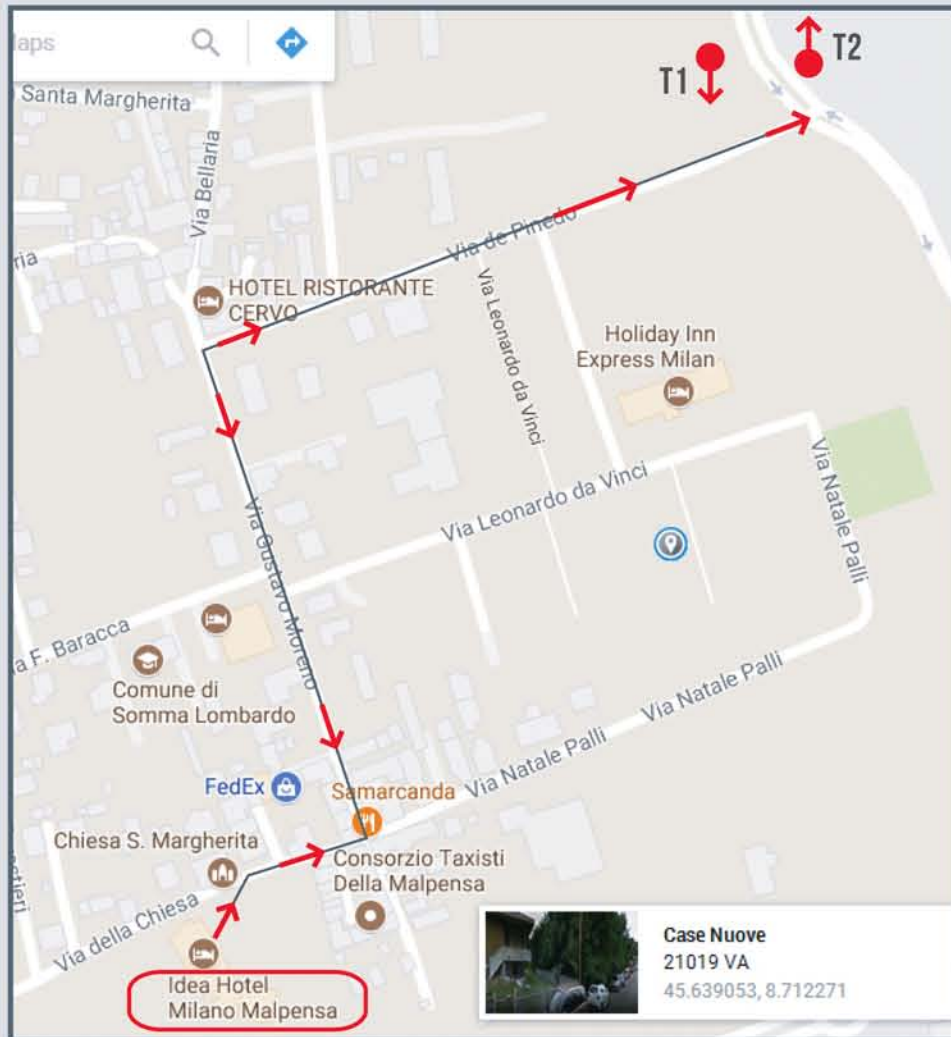 T2
T1
Santa Margherita
Via Bellaria
Via de Pinedo
HOTEL RISTORANTE
CERVO
Via Leonardo da Vinci
Holiday Inn
Express Milan
Via Leonardo da Vinci
Via Natale Palli
Via Gustavo Moreno
F. Baracca
Comune di
Somma Lombardo
Via Natale Palli
Via Natale Palli
FedEx
Samarcanda
Chiesa S. Margherita
Consorzio Taxisti
Della Malpensa
Via della Chiesa
Idea Hotel
Milano Malpensa
Case Nuove
21019 VA
45.639053, 8.712271